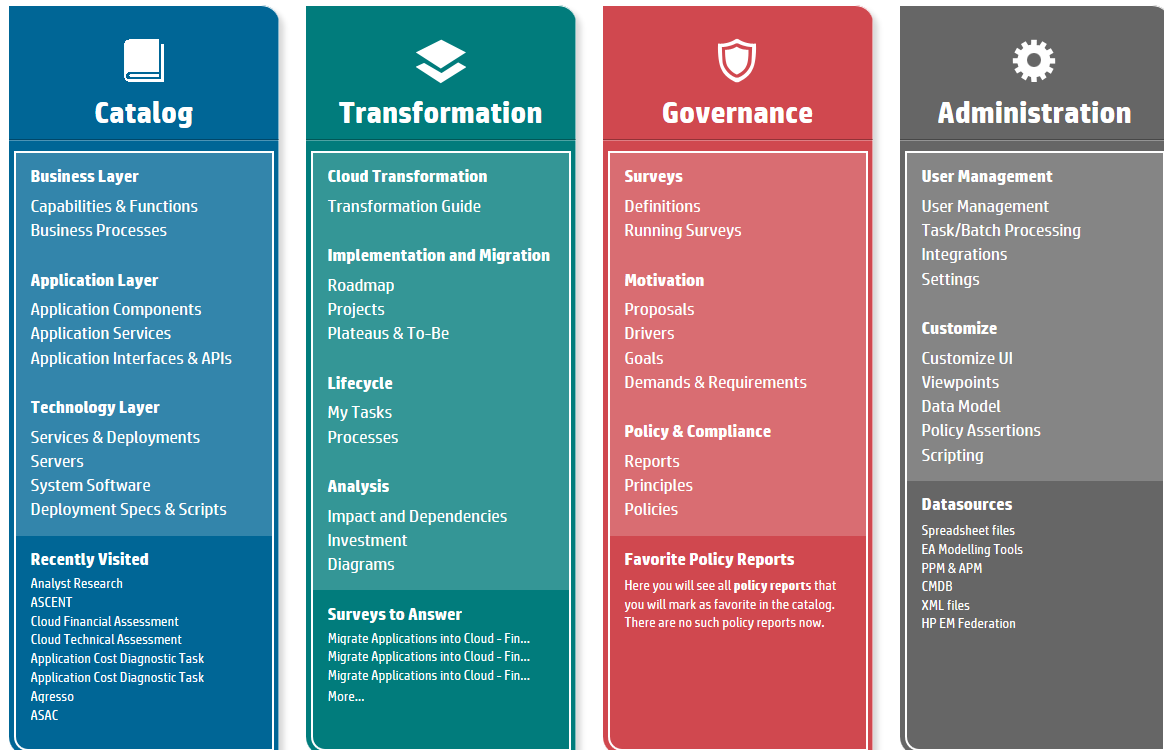 Catalog
Business Layer
Capabilities & Functions
Business Processes
Application Layer
Application Components
Application Services
Application Interfaces & APIs
Technology Layer
Services & Deployments
Servers
System Software
Deployment Specs & Scripts
Recently Visited
Analyst Research
ASCENT
Cloud Financial Assessment
Cloud Technical Assessment
Application Cost Diagnostic Task
Application Cost Diagnostic Task
Agresso
ASAC
Transformation
Cloud Transformation
Transformation Guide
Implementation and Migration
Roadmap
Projects
Plateaus & To-Be
Lifecycle
My Tasks
Processes
Analysis
Impact and Dependencies
Investment
Diagrams
Surveys to Answer
Migrate Applications into Cloud - Fin...
Migrate Applications into Cloud - Fin...
Migrate Applications into Cloud - Fin...
More...
Governance
Surveys
Definitions
Running Surveys
Motivation
Proposals
Drivers
Goals
Demands & Requirements
Policy & Compliance
Reports
Principles
Policies
Favorite Policy Reports
Here you will see all policy reports that
you will mark as favorite in the catalog.
There are no such policy reports now.
Administration
User Management
User Management
Task/Batch Processing
Integrations
Settings
Customize
Customize UI
Viewpoints
Data Model
Policy Assertions
Scripting
Datasources
Spreadsheet files
EA Modelling Tools
PPM & APM
CMDB
XML files
HP EM Federation